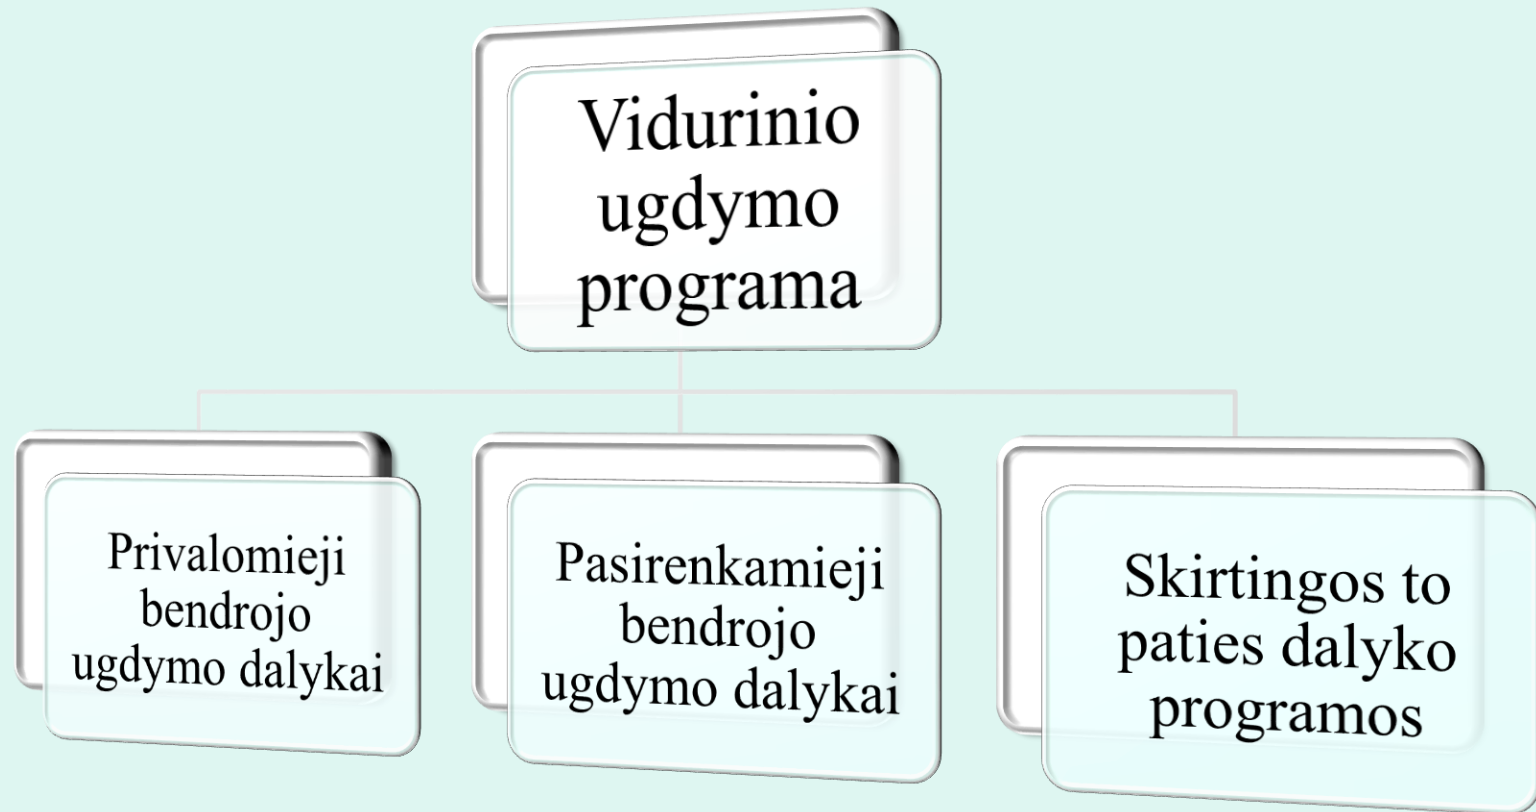 Vidurinio
ugdymo
programa
Privalomieji
bendrojo
ugdymo dalykai
Pasirenkamieji
bendrojo
ugdymo dalykai
Skirtingos to
paties dalyko
programos